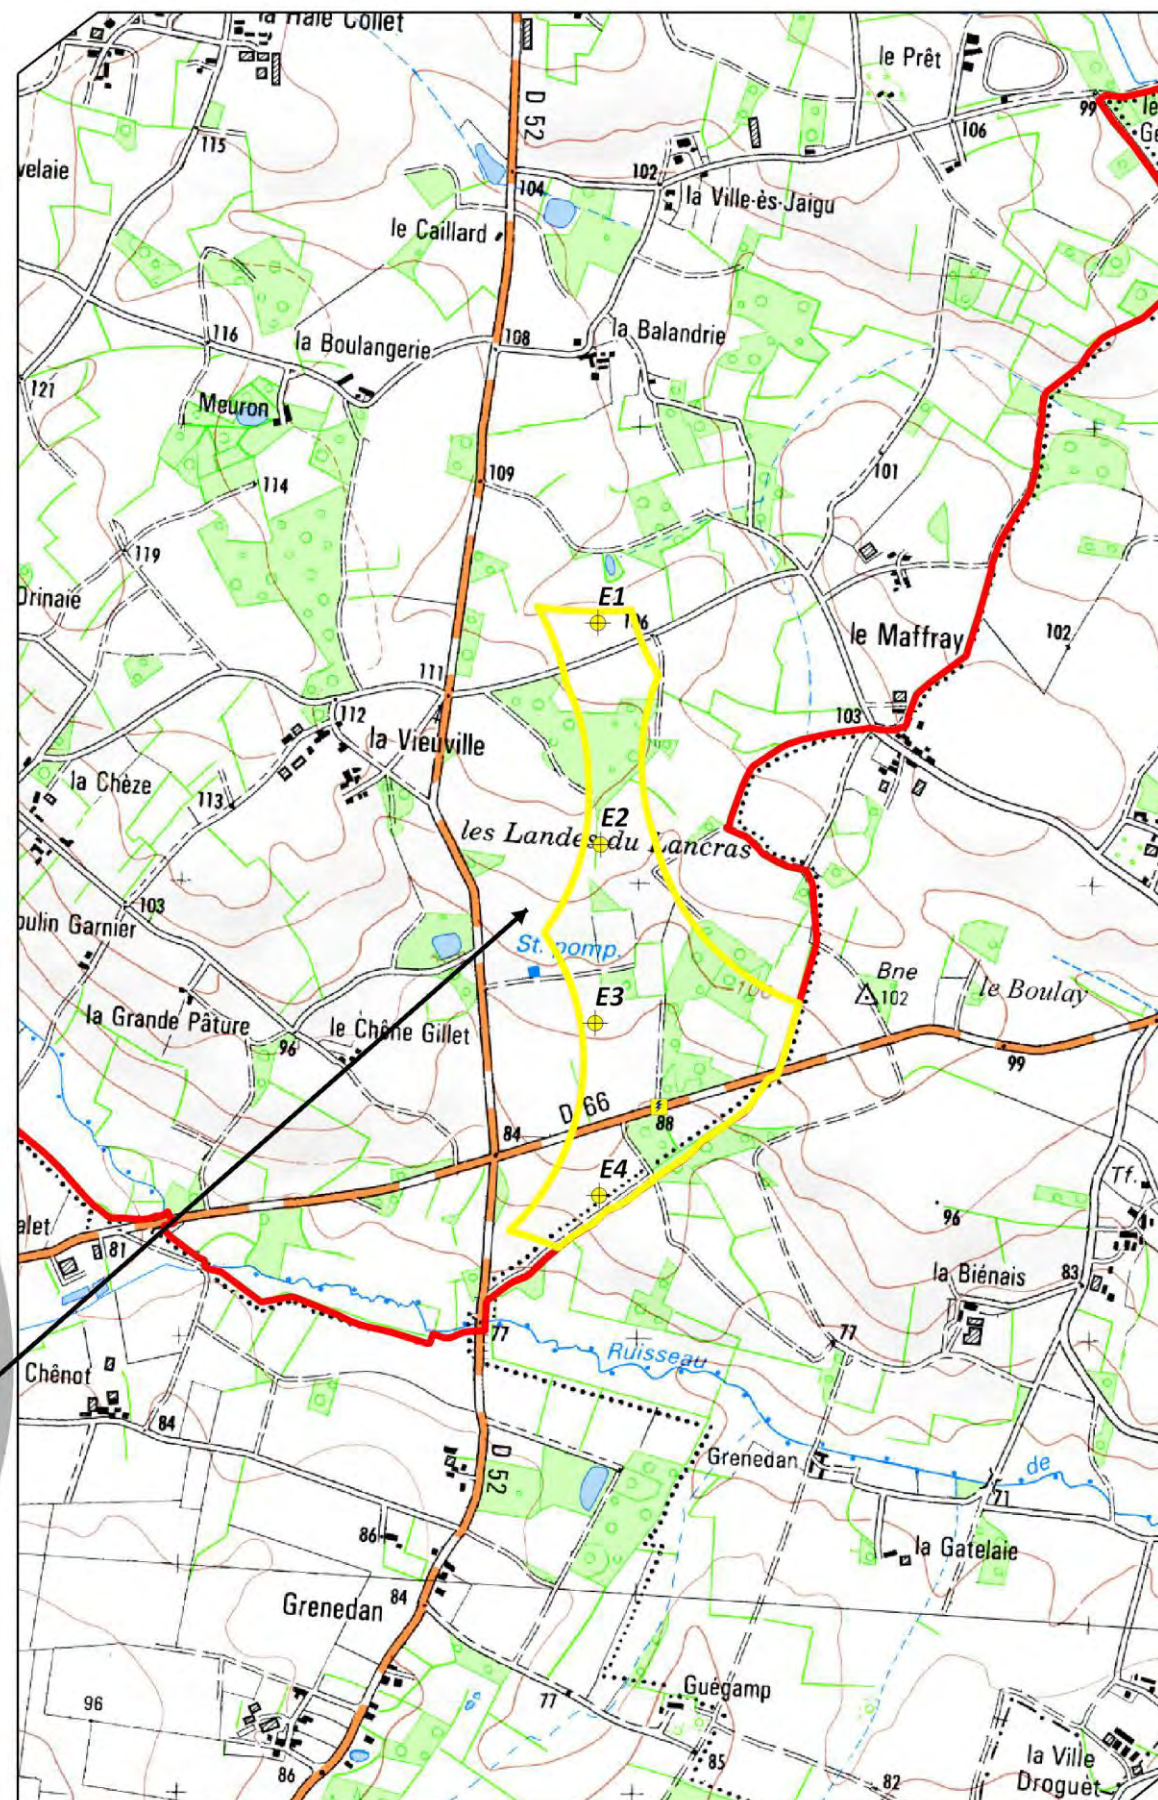 la Haie Collet
le Prêt
D 52
99
106
115
velaie
102
104
la Ville-ès-Jaigu
le Caillard
116
la Boulangerie
108
la Balandrie
121
Meuron
101
114
109
119
Orinaie
E1
106
le Maffray
102
111
112
103
la Vieuville
la Chèze
113
E2
les Landes du Lancras
103
oulin Garnier
St. pomp.
Bne
102
le Boulay
100
la Grande Pâture
le Chêne Gillet
E3
96
99
D 66
88
84
E4
Tf.
alet
81
96
la Biénais
83
77
77
Ruisseau
Chênot
84
D 52
Grenedan
de
71
86
la Gatelaie
Grenedan
84
96
77
Guégamp
85
la Ville
Droguet
86
82